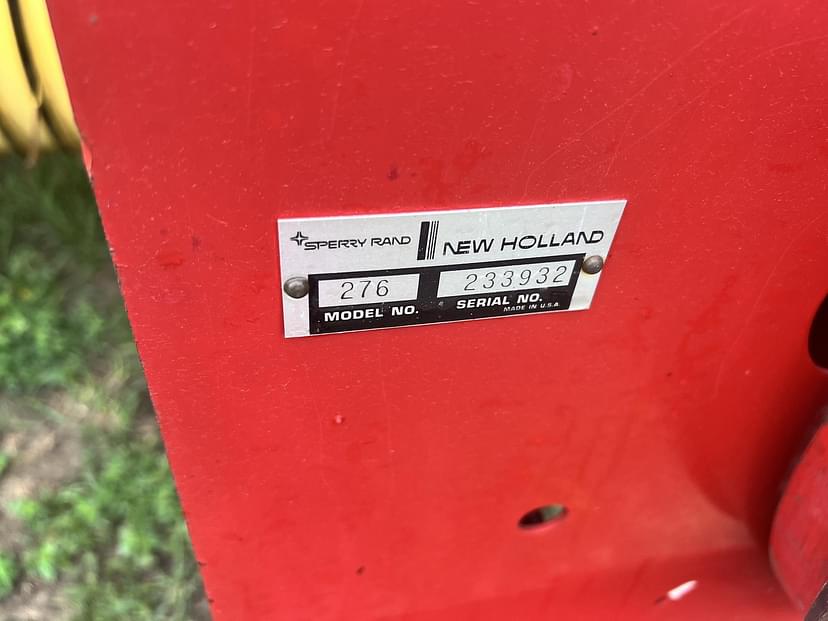 SPERRY RAND NEW HOLLAND
276 233932
MODEL NO. SERIAL NO.
MADE IN U.S.A.